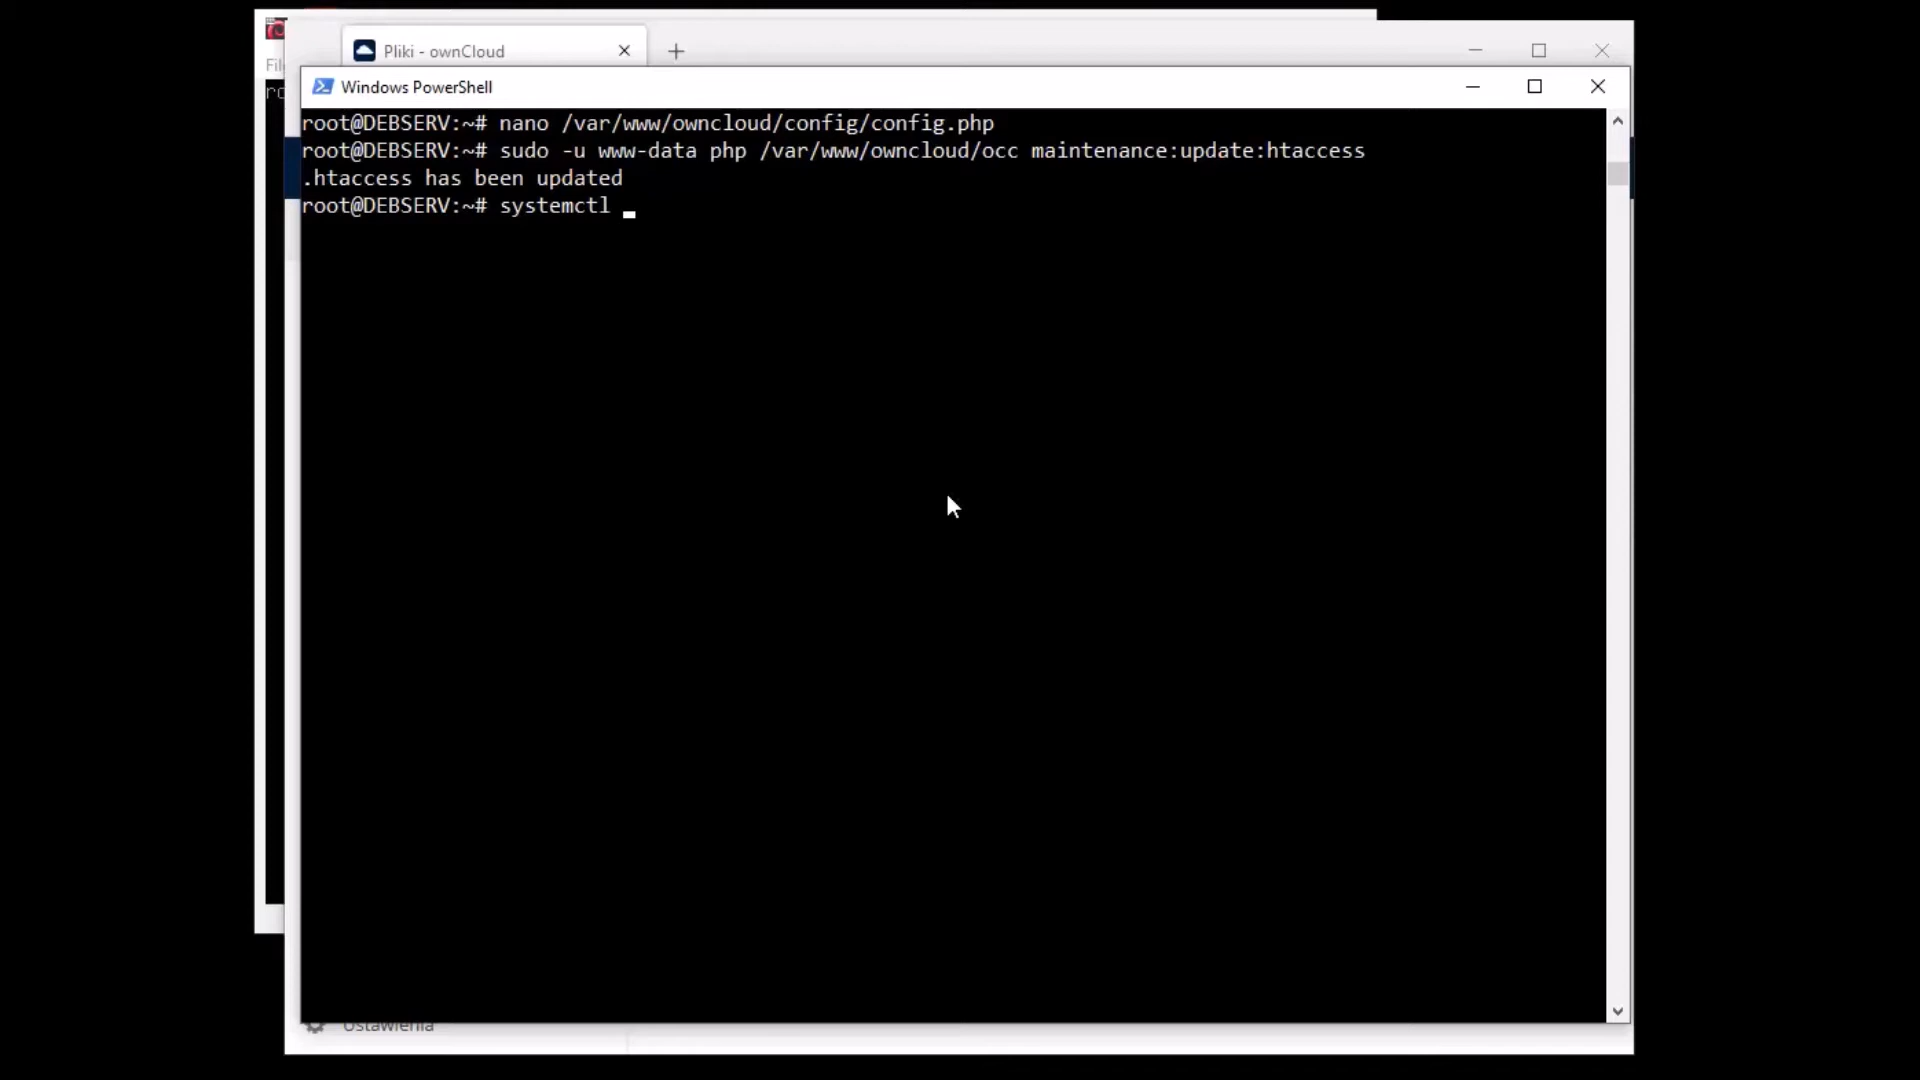 Pliki - ownCloud
Windows PowerShell
root@DEBSERV:~# nano /var/www/owncloud/config/config.php
root@DEBSERV:~# sudo -u www-data php /var/www/owncloud/occ maintenance:update:htaccess
.htaccess has been updated
root@DEBSERV:~# systemctl
Ustawienia